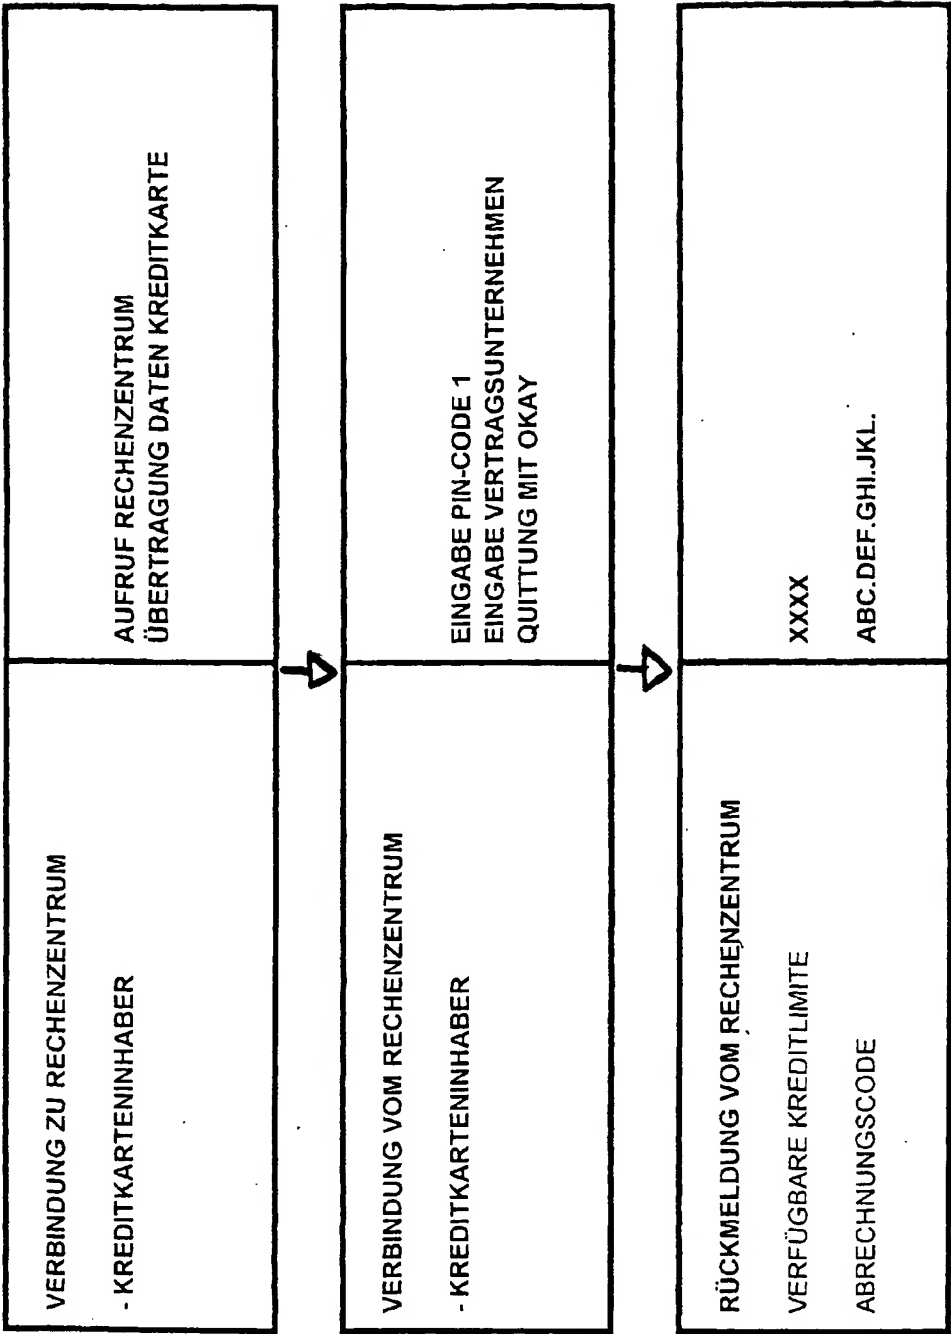 VERBINDUNG ZU RECHENZENTRUM
- KREDITKARTENINHABER
AUFRUF RECHENZENTRUM
ÜBERTRAGUNG DATEN KREDITKARTE
VERBINDUNG VOM RECHENZENTRUM
- KREDITKARTENINHABER
EINGABE PIN-CODE 1
EINGABE VERTRAGSUNTERNEHMEN
QUITTUNG MIT OKAY
RÜCKMELDUNG VOM RECHENZENTRUM
VERFÜGBARE KREDITLIMITE XXXX
ABRECHNUNGSCODE ABC.DEF.GHI.JKL.